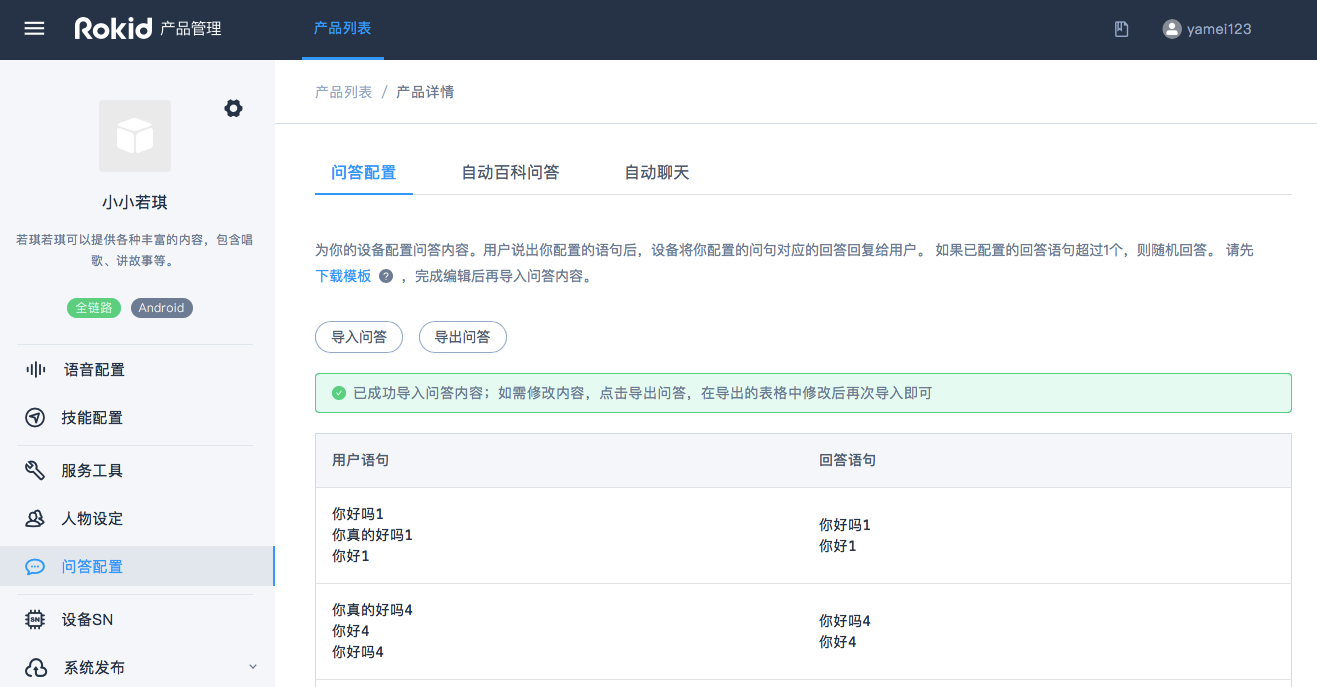 Rokid 产品管理
产品列表
yamei123
小小若琪
若琪若琪可以提供各种丰富的内容，包含唱
歌、讲故事等。
全链路 Android
语音配置
技能配置
服务工具
人物设定
问答配置
设备SN
系统发布
产品列表 / 产品详情
问答配置 自动百科问答 自动聊天
为你的设备配置问答内容。用户说出你配置的语句后，设备将你配置的问句对应的回答回复给用户。 如果已配置的回答语句超过1个，则随机回答。 请先
下载模板 ? ，完成编辑后再导入问答内容。
导入问答 导出问答
已成功导入问答内容；如需修改内容，点击导出问答，在导出的表格中修改后再次导入即可
用户语句 回答语句
你好吗1
你真的好吗1
你好1
你好吗1
你好1
你真的好吗4
你好4
你好吗4
你好吗4
你好4